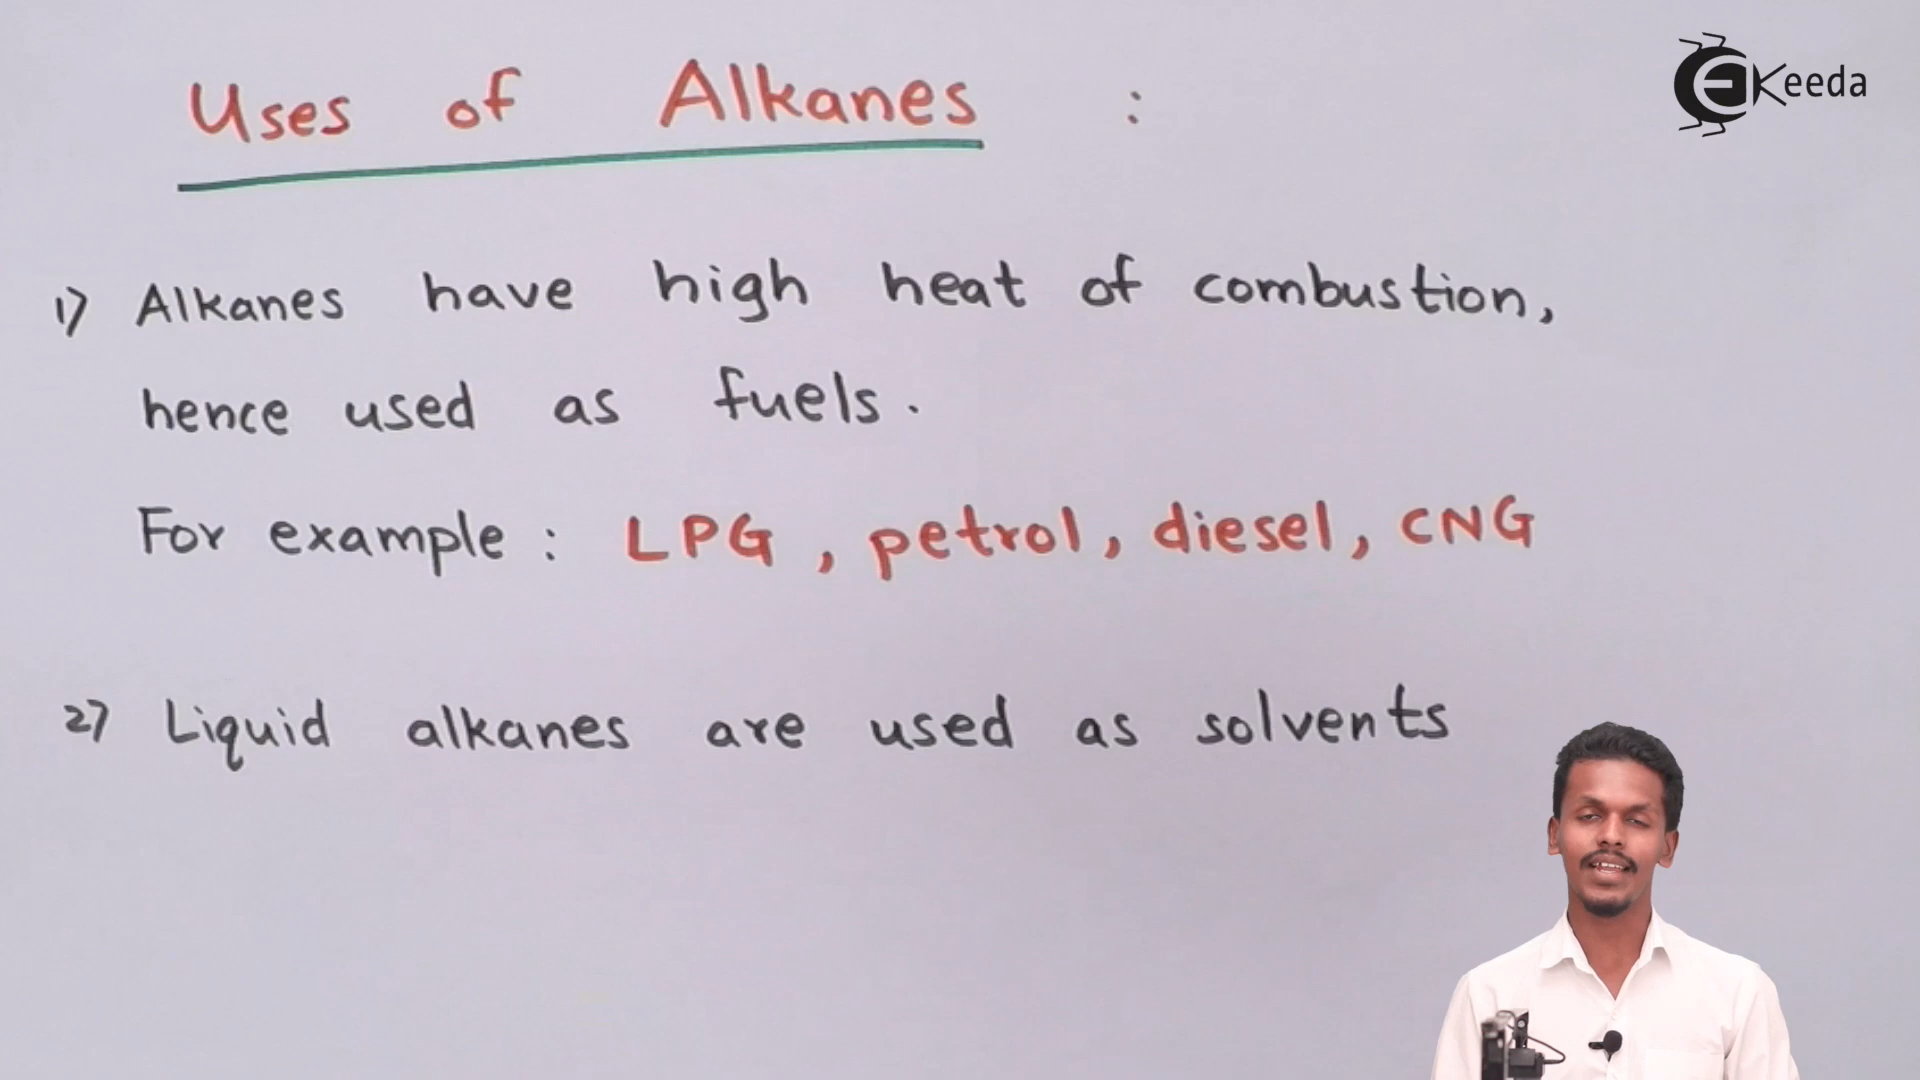 Uses of Alkanes :
EKeeda
1) Alkanes have high heat of combustion,
hence used as fuels.
For example : LPG , petrol, diesel, CNG
2) Liquid alkanes are used as solvents